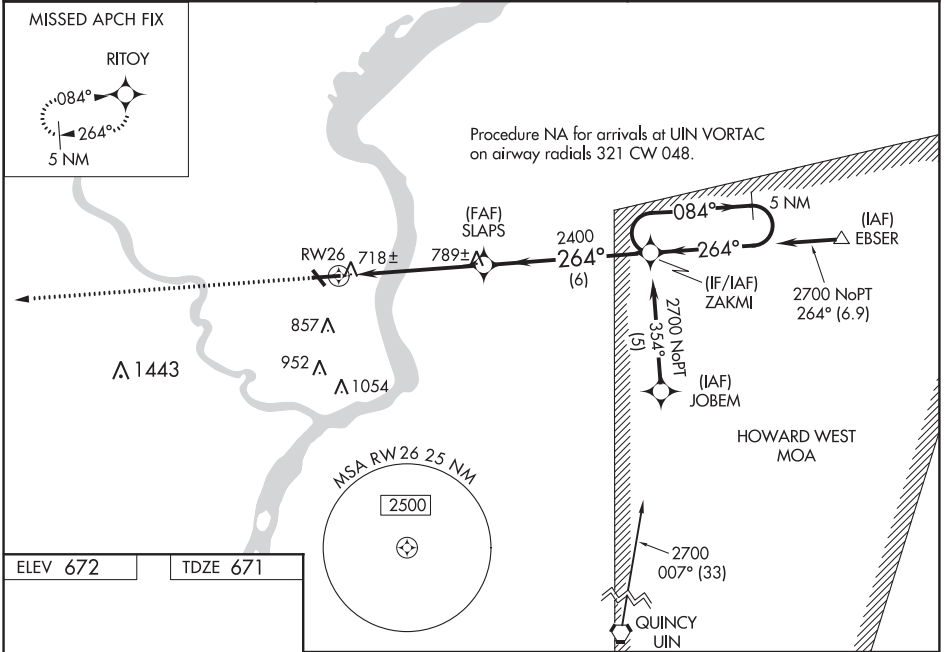 MISSED APCH FIX
RITOY
084°
264°
5 NM
Procedure NA for arrivals at UIN VORTAC
on airway radials 321 CW 048.
(FAF)
SLAPS
2400
264°
(6)
RW26
718±
789±
857
952
1054
1443
084°
5 NM
264°
(IAF)
EBSER
2700 NoPT
264° (6.9)
(IF/IAF)
ZAKMI
2700 NoPT
354°
(5)
(IAF)
JOBEM
HOWARD WEST
MOA
MSA RW 26 25 NM
2500
2700
007° (33)
QUINCY
UIN
ELEV 672
TDZE 671